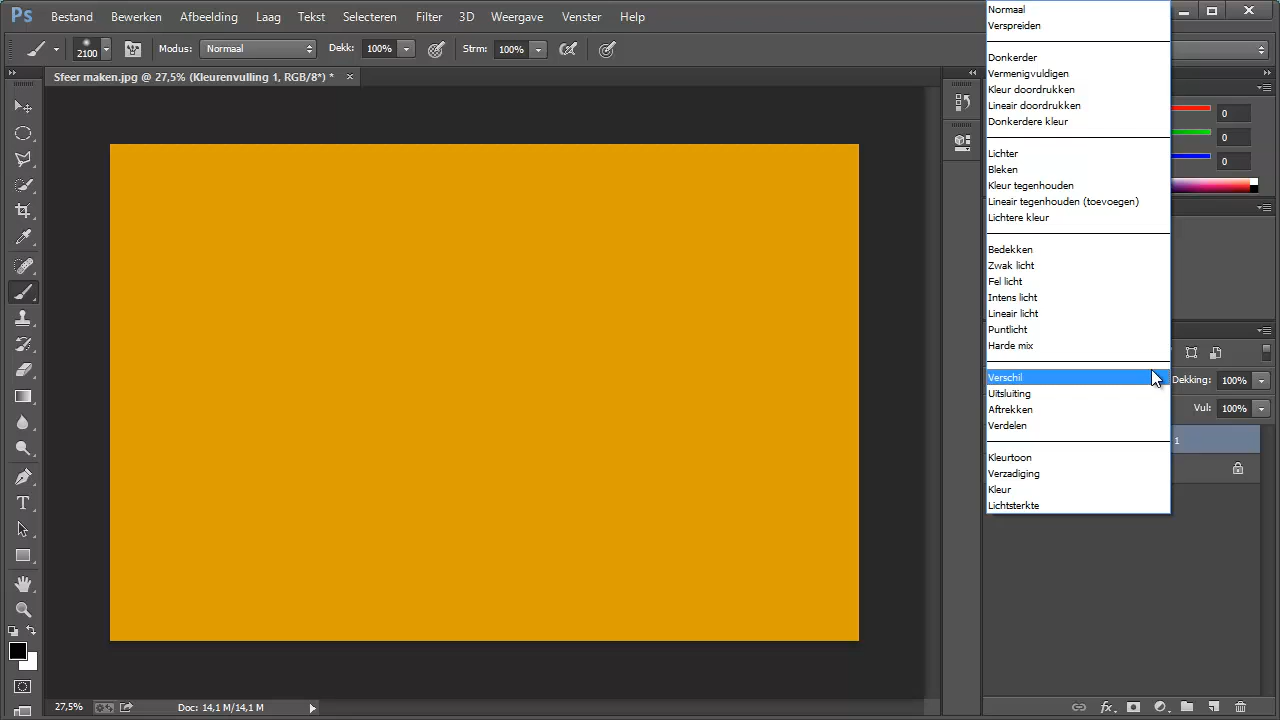 Ps Bestand Bewerken Afbeelding Laag Tekst Selecteren Filter 3D Weergave Venster Help
2100 Modus: Normaal Dekk: 100% Strm: 100%
Sfeer maken.jpg @ 27,5% (Kleurenvulling 1, RGB/8*) * ×
Normaal
Verspreiden
Donkerder
Vermenigvuldigen
Kleur doordrukken
Lineair doordrukken
Donkerdere kleur
Lichter
Bleken
Kleur tegenhouden
Lineair tegenhouden (toevoegen)
Lichtere kleur
Bedekken
Zwak licht
Fel licht
Intens licht
Lineair licht
Puntlicht
Harde mix
Verschil
Uitsluiting
Aftrekken
Verdelen
Kleurtoon
Verzadiging
Kleur
Lichtsterkte
0
0
0
Dekking: 100%
Vul: 100%
1
T
fx
27,5% Doc: 14,1 M/14,1 M